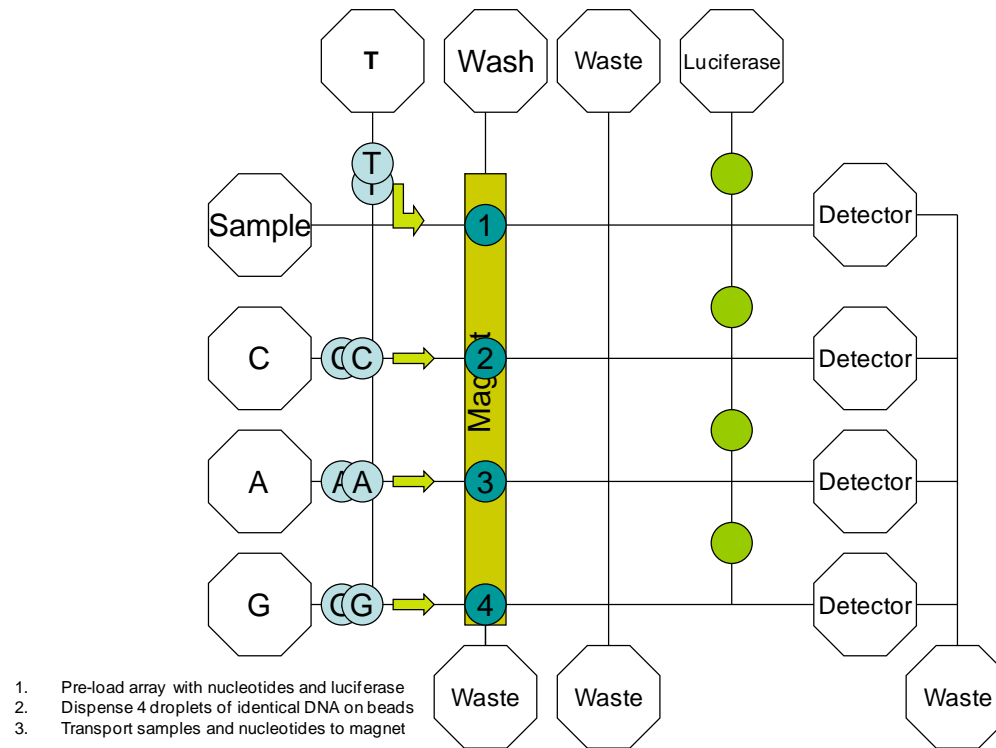 T
Wash
Waste
Luciferase
T
T
Sample
1
Detector
C
C
C
2
Detector
Magnet
A
A
A
3
Detector
G
G
G
4
Detector
Waste
Waste
Waste
1. Pre-load array with nucleotides and luciferase
2. Dispense 4 droplets of identical DNA on beads
3. Transport samples and nucleotides to magnet